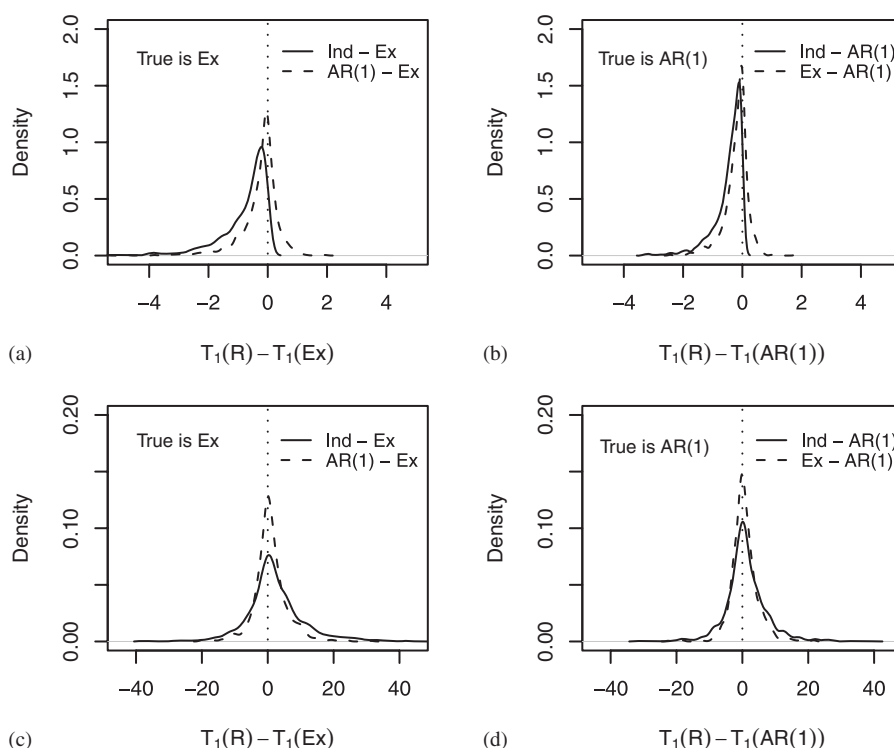 True is Ex
Ind – Ex
AR(1) – Ex
Density
0.0 0.5 1.0 1.5 2.0
−4 −2 0 2 4
(a) T₁(R) – T₁(Ex)
True is AR(1)
Ind – AR(1)
Ex – AR(1)
Density
0.0 0.5 1.0 1.5 2.0
−4 −2 0 2 4
(b) T₁(R) – T₁(AR(1))
True is Ex
Ind – Ex
AR(1) – Ex
Density
0.00 0.10 0.20
−40 −20 0 20 40
(c) T₁(R) – T₁(Ex)
True is AR(1)
Ind – AR(1)
Ex – AR(1)
Density
0.00 0.10 0.20
−40 −20 0 20 40
(d) T₁(R) – T₁(AR(1))